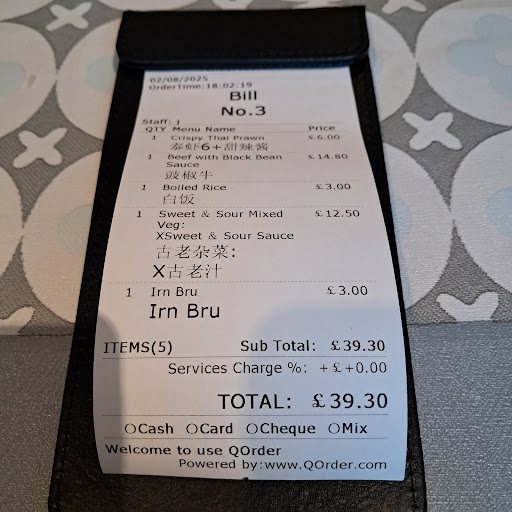 02/08/2025
OrderTime:18:02:19
Bill
No.3
Staff: j
QTY Menu Name Price
1 Crispy Thai Prawn £6.00
泰虾6+甜辣酱
1 Beef with Black Bean £14.80
Sauce
豉椒牛
1 Boiled Rice £3.00
白饭
1 Sweet & Sour Mixed £12.50
Veg:
XSweet & Sour Sauce
古老杂菜:
X古老汁
1 Irn Bru £3.00
Irn Bru
ITEMS(5) Sub Total: £39.30
Services Charge %: +£+0.00
TOTAL: £39.30
○Cash ○Card ○Cheque ○Mix
Welcome to use QOrder
Powered by:www.QOrder.com